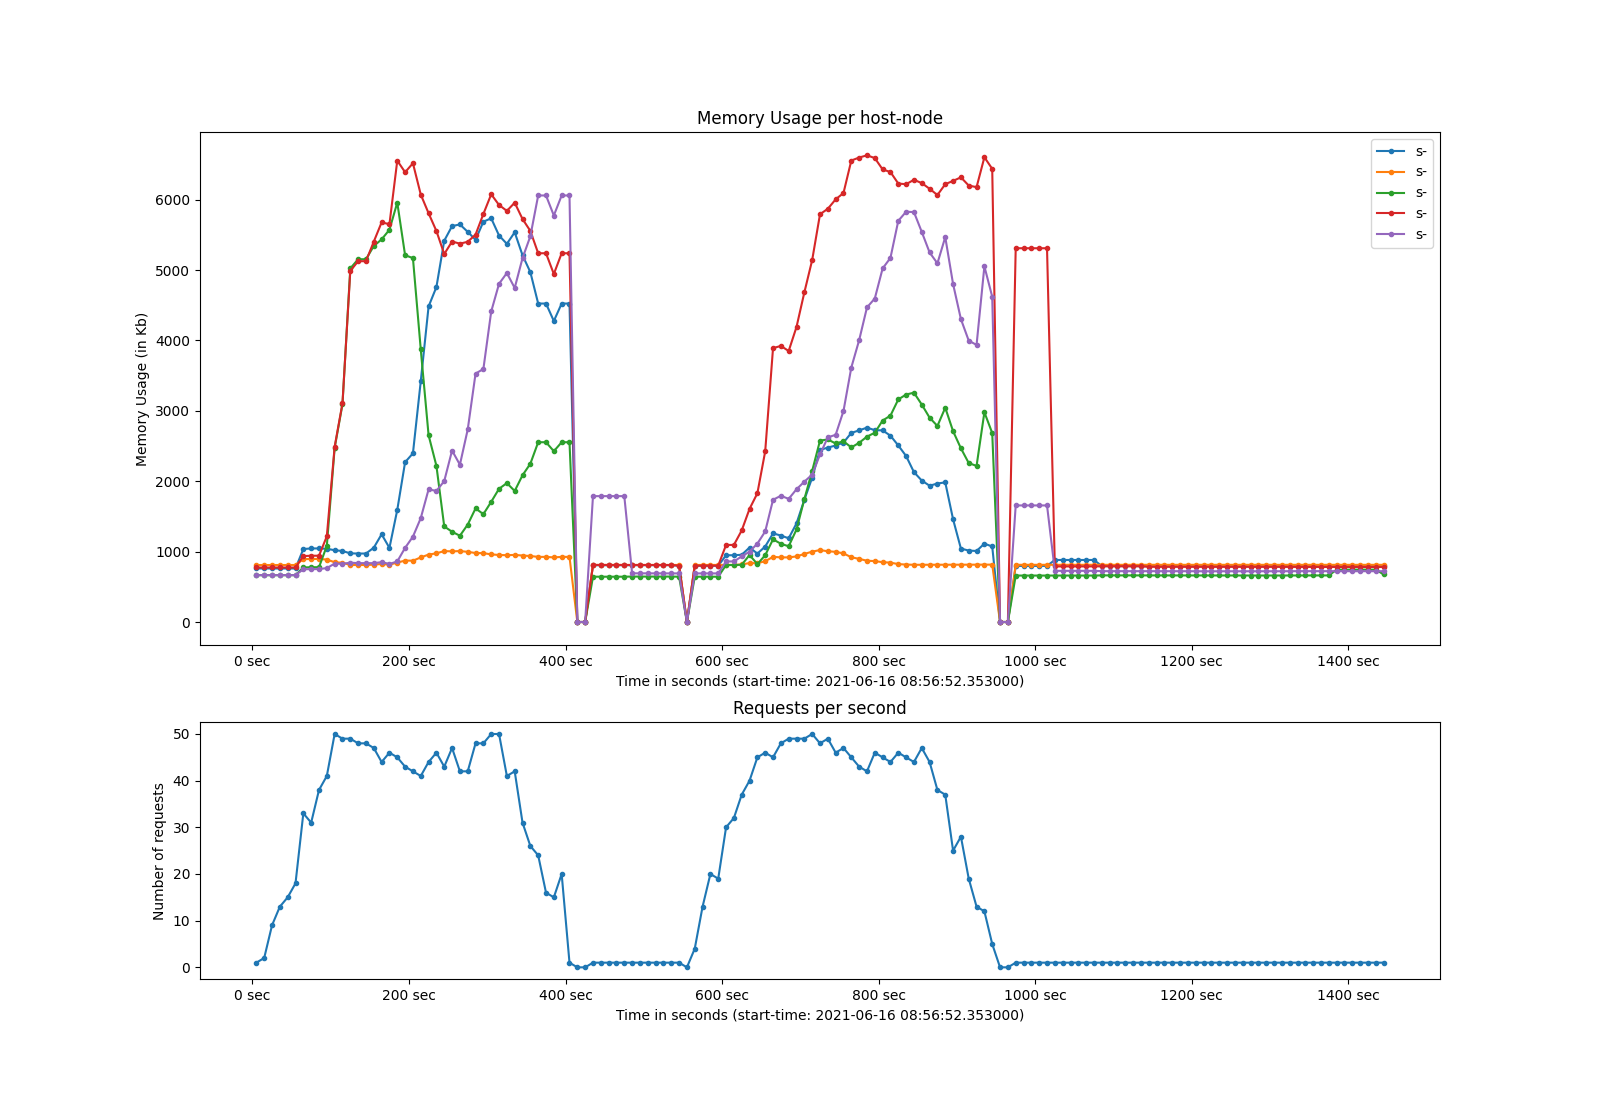 Memory Usage per host-node
s-
s-
s-
s-
s-
Memory Usage (in Kb)
6000
5000
4000
3000
2000
1000
0
0 sec 200 sec 400 sec 600 sec 800 sec 1000 sec 1200 sec 1400 sec
Time in seconds (start-time: 2021-06-16 08:56:52.353000)
Requests per second
Number of requests
50
40
30
20
10
0
0 sec 200 sec 400 sec 600 sec 800 sec 1000 sec 1200 sec 1400 sec
Time in seconds (start-time: 2021-06-16 08:56:52.353000)